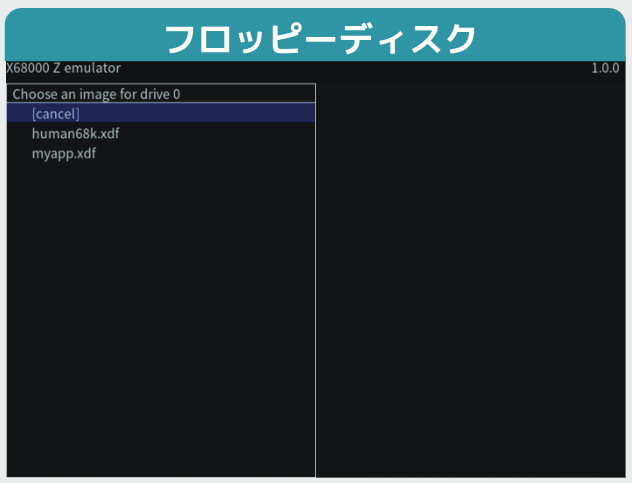 フロッピーディスク
X68000 Z emulator 1.0.0
Choose an image for drive 0
[cancel]
human68k.xdf
myapp.xdf